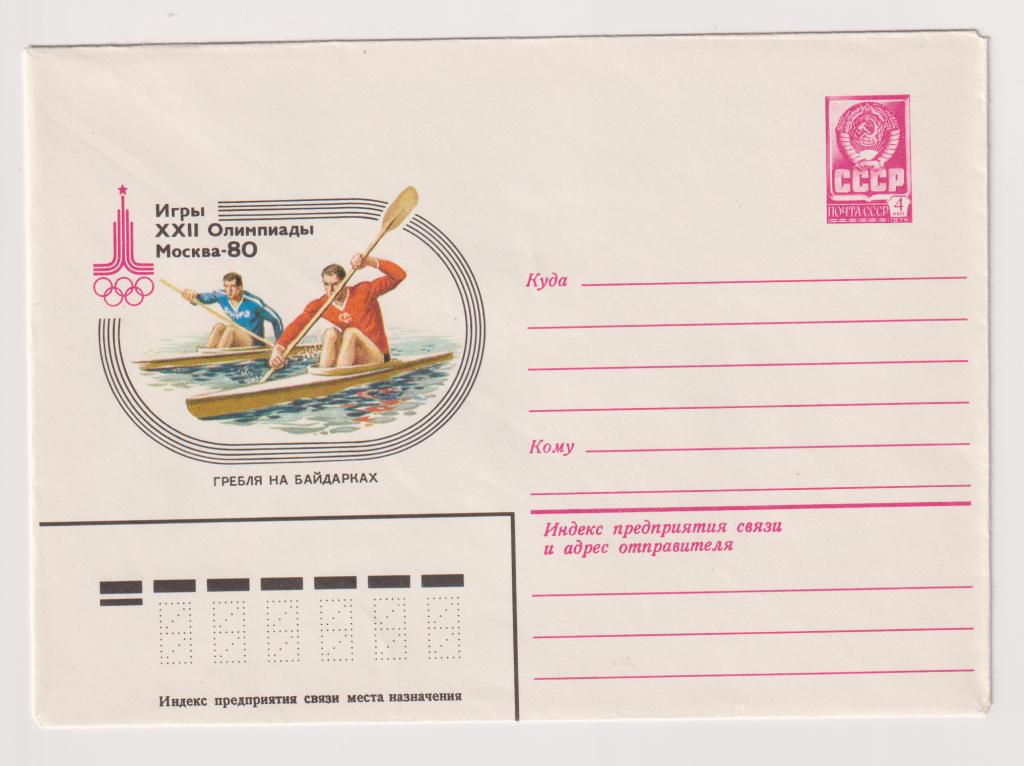 Игры
XXII Олимпиады
Москва-80
ГРЕБЛЯ НА БАЙДАРКАХ
СССР
ПОЧТА СССР 4 коп
Куда
Кому
Индекс предприятия связи
и адрес отправителя
Индекс предприятия связи места назначения